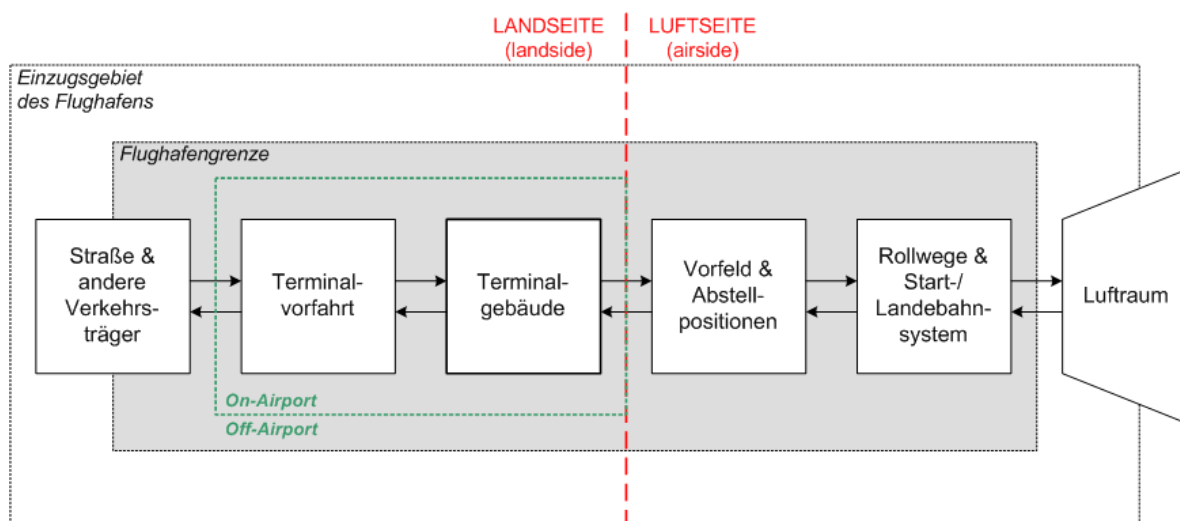 LANDSEITE
(landside)
LUFTSEITE
(airside)
Einzugsgebiet
des Flughafens
Flughafengrenze
Straße &
andere
Verkehrs-
träger
Terminal-
vorfahrt
Terminal-
gebäude
Vorfeld &
Abstell-
positionen
Rollwege &
Start-/
Landebahn-
system
Luftraum
On-Airport
Off-Airport